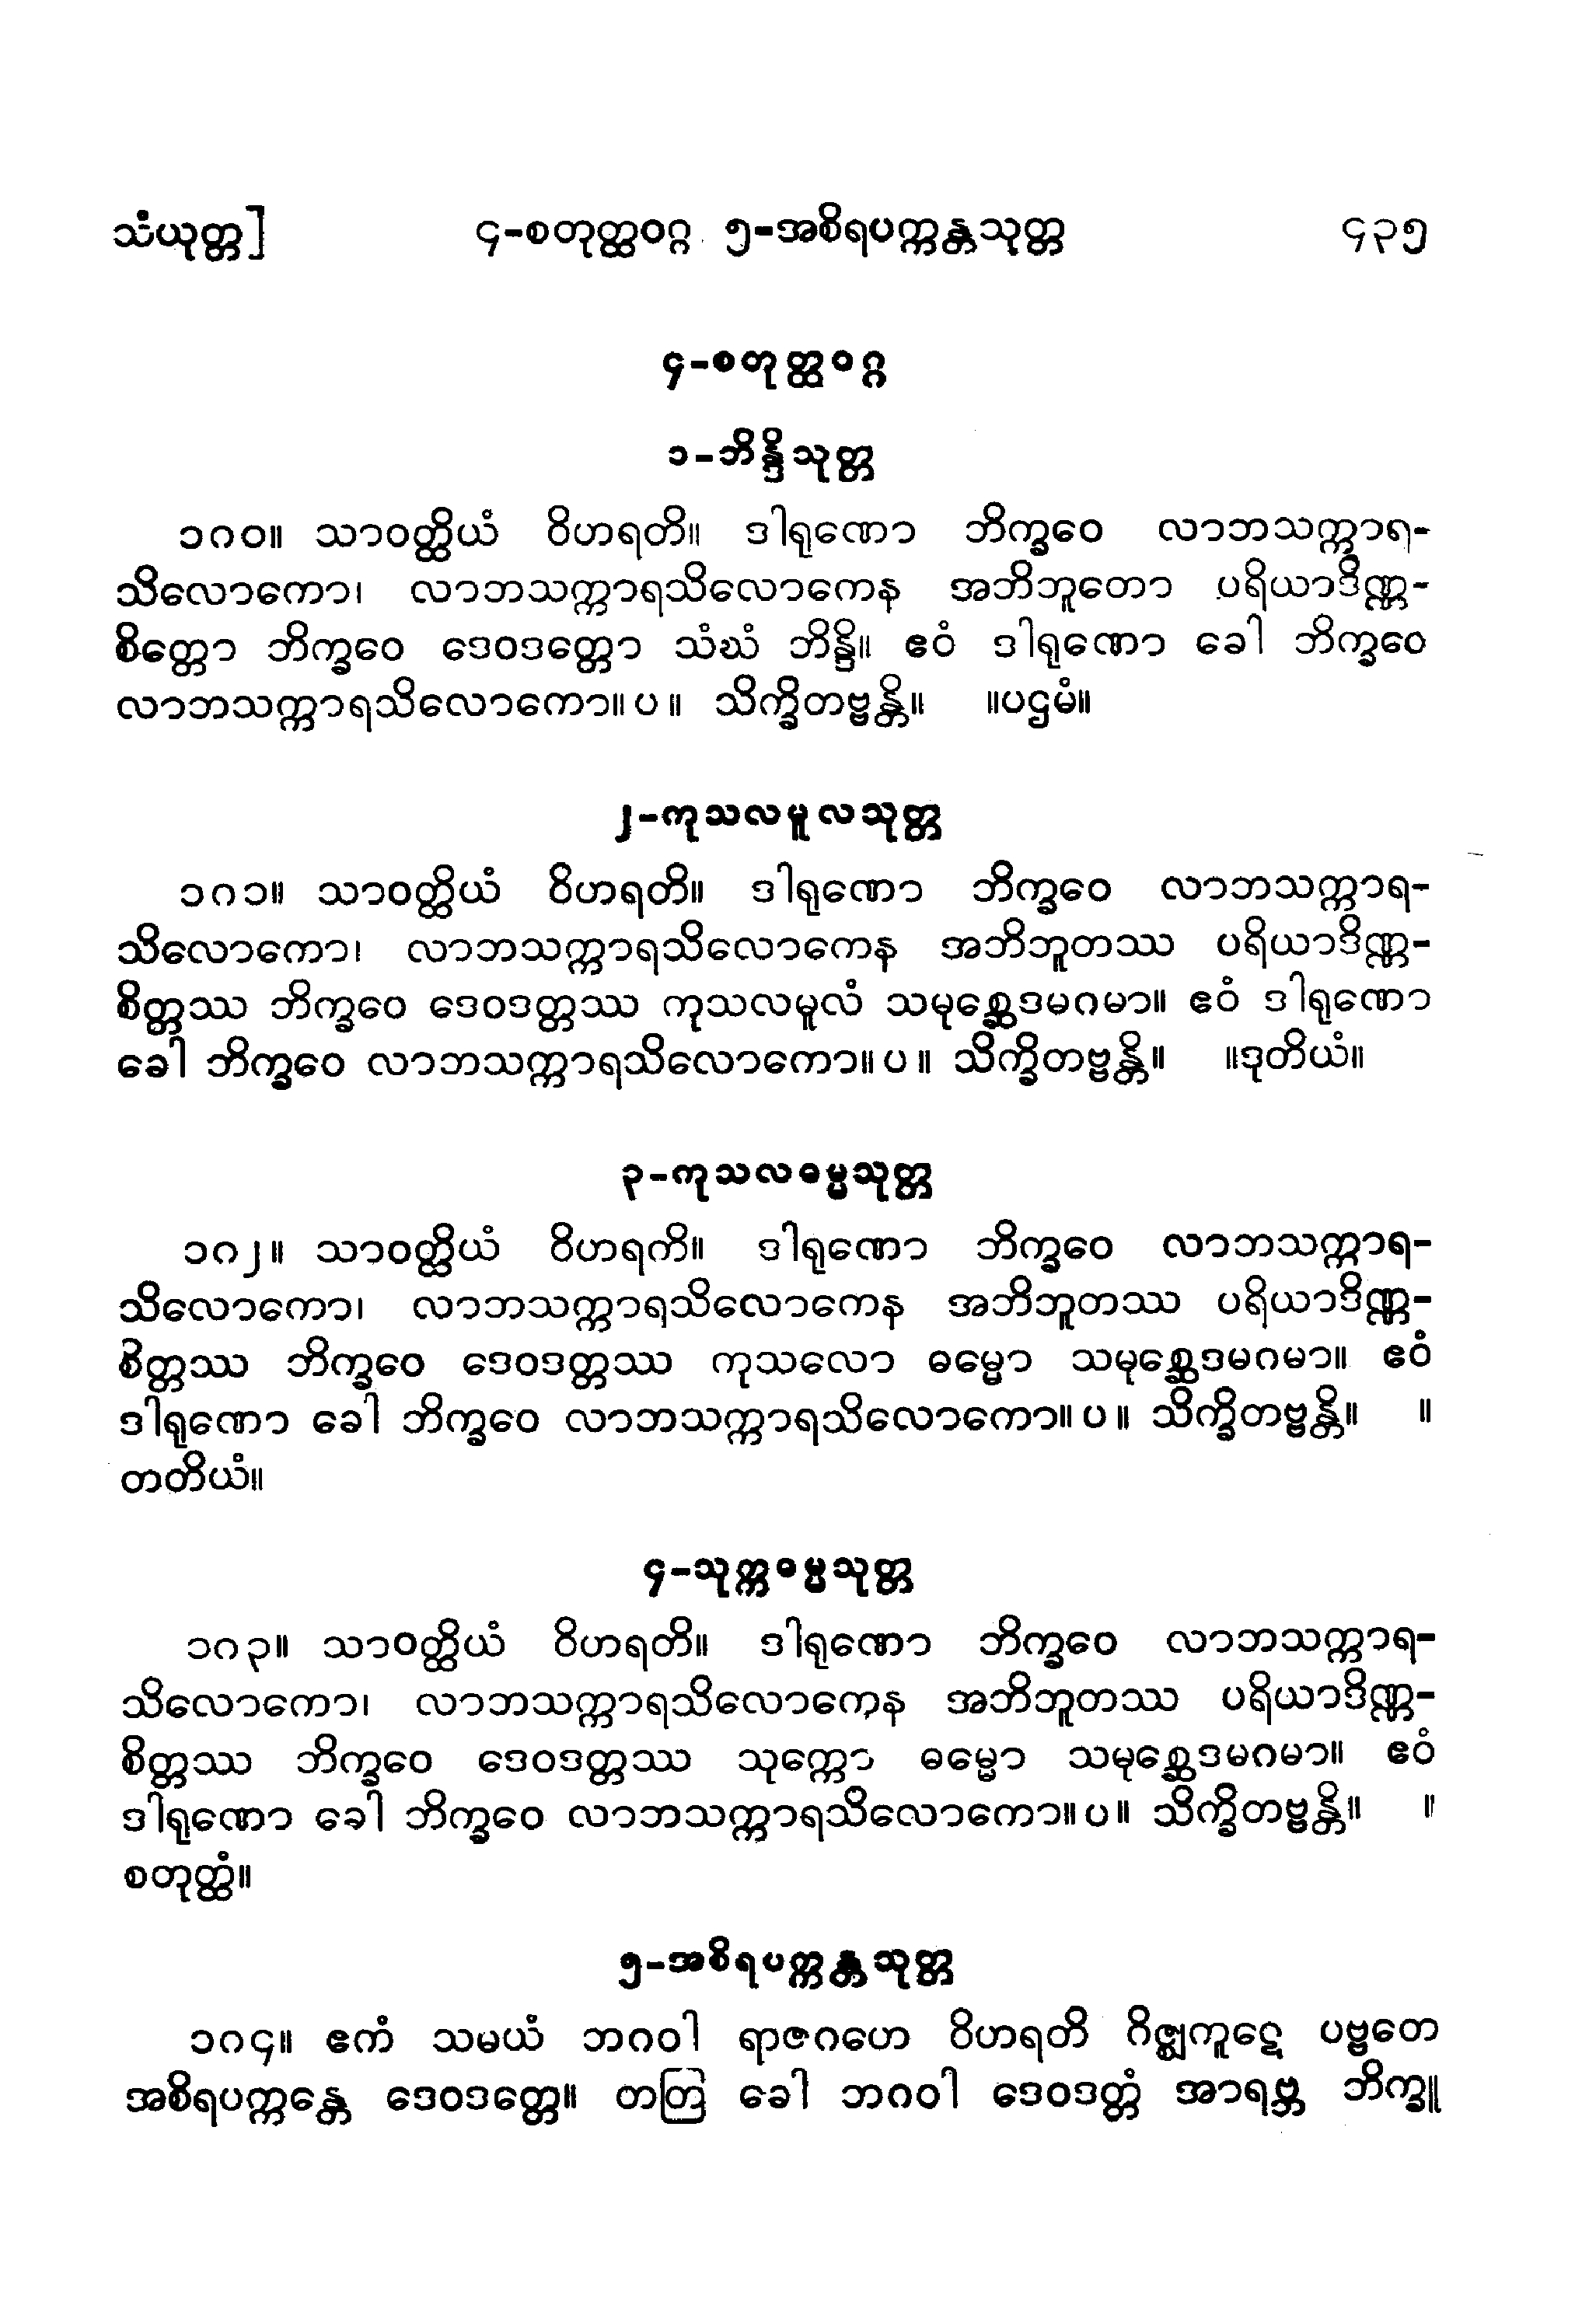 သံယုတ္တ] ၄-စတုတ္ထဝဂ္ဂ ၅-အစိရပက္ကန္တသုတ္တ ၄၃၅
၄-စတုတ္ထဝဂ္ဂ
၁-ဘိန္ဒိသုတ္တ
၁ဂ၀။ သာဝတ္ထိယံ ဝိဟရတိ။ ဒါရုဏော ဘိက္ခဝေ လာဘသက္ကာရ-
သိလောကော၊ လာဘသက္ကာရသိလောကေန အဘိဘူတော ပရိယာဒိဏ္ဏ-
စိတ္တော ဘိက္ခဝေ ဒေဝဒတ္တော သံဃံ ဘိန္ဒိ။ ဧဝံ ဒါရုဏော ခေါ ဘိက္ခဝေ
လာဘသက္ကာရသိလောကော။ပ။ သိက္ခိတဗ္ဗန္တိ။ ။ပဌမံ။
၂-ကုသလမူလသုတ္တ
၁ဂ၁။ သာဝတ္ထိယံ ဝိဟရတိ။ ဒါရုဏော ဘိက္ခဝေ လာဘသက္ကာရ-
သိလောကော၊ လာဘသက္ကာရသိလောကေန အဘိဘူတဿ ပရိယာဒိဏ္ဏ-
စိတ္တဿ ဘိက္ခဝေ ဒေဝဒတ္တဿ ကုသလမူလံ သမုစ္ဆေဒမဂမာ။ ဧဝံ ဒါရုဏော
ခေါ ဘိက္ခဝေ လာဘသက္ကာရသိလောကော။ပ။ သိက္ခိတဗ္ဗန္တိ။ ။ဒုတိယံ။
၃-ကုသလဓမ္မသုတ္တ
၁ဂ၂။ သာဝတ္ထိယံ ဝိဟရကိ။ ဒါရုဏော ဘိက္ခဝေ လာဘသက္ကာရ-
သိလောကော၊ လာဘသက္ကာရသိလောကေန အဘိဘူတဿ ပရိယာဒိဏ္ဏ-
စိတ္တဿ ဘိက္ခဝေ ဒေဝဒတ္တဿ ကုသလော ဓမ္မော သမုစ္ဆေဒမဂမာ။ ဧဝံ
ဒါရုဏော ခေါ ဘိက္ခဝေ လာဘသက္ကာရသိလောကော။ပ။ သိက္ခိတဗ္ဗန္တိ။ ။
တတိယံ။
၄-သုက္ကဓမ္မသုတ္တ
၁ဂ၃။ သာဝတ္ထိယံ ဝိဟရတိ။ ဒါရုဏော ဘိက္ခဝေ လာဘသက္ကာရ-
သိလောကော၊ လာဘသက္ကာရသိလောကေန အဘိဘူတဿ ပရိယာဒိဏ္ဏ-
စိတ္တဿ ဘိက္ခဝေ ဒေဝဒတ္တဿ သုက္ကော ဓမ္မော သမုစ္ဆေဒမဂမာ။ ဧဝံ
ဒါရုဏော ခေါ ဘိက္ခဝေ လာဘသက္ကာရသိလောကော။ပ။ သိက္ခိတဗ္ဗန္တိ။ ။
စတုတ္ထံ။
၅-အစိရပက္ကန္တသုတ္တ
၁ဂ၄။ ဧကံ သမယံ ဘဂဝါ ရာဇဂဟေ ဝိဟရတိ ဂိဇ္ဈကူဋေ ပဗ္ဗတေ
အစိရပက္ကန္တေ ဒေဝဒတ္တေ။ တတြ ခေါ ဘဂဝါ ဒေဝဒတ္တံ အာရဗ္ဘ ဘိက္ခူ